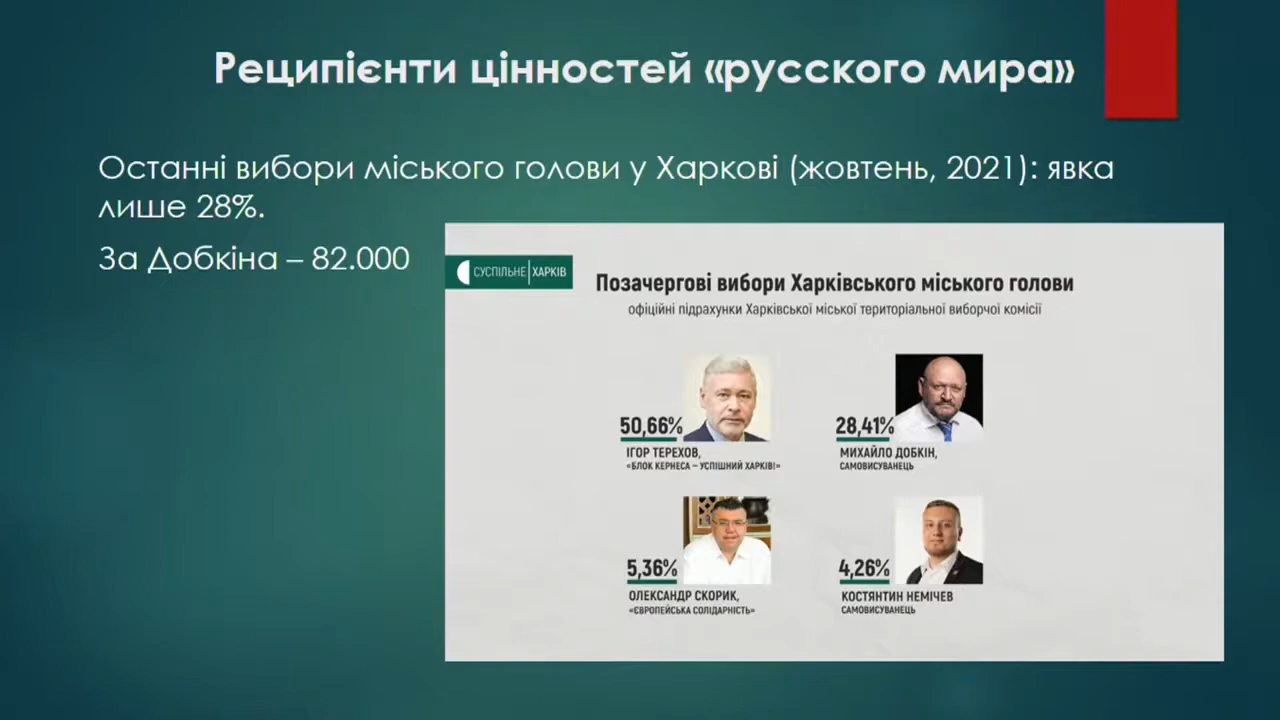 Реципієнти цінностей «русского мира»
Останні вибори міського голови у Харкові (жовтень, 2021): явка
лише 28%.
За Добкіна – 82.000
СУСПІЛЬНЕ|ХАРКІВ
Позачергові вибори Харківського міського голови
офіційні підрахунки Харківської міської територіальної виборчої комісії
50,66%
ІГОР ТЕРЕХОВ,
«БЛОК КЕРНЕСА – УСПІШНИЙ ХАРКІВ!»
28,41%
МИХАЙЛО ДОБКІН,
САМОВИСУВАНЕЦЬ
5,36%
ОЛЕКСАНДР СКОРИК,
«ЄВРОПЕЙСЬКА СОЛІДАРНІСТЬ»
4,26%
КОСТЯНТИН НЕМІЧЕВ
САМОВИСУВАНЕЦЬ